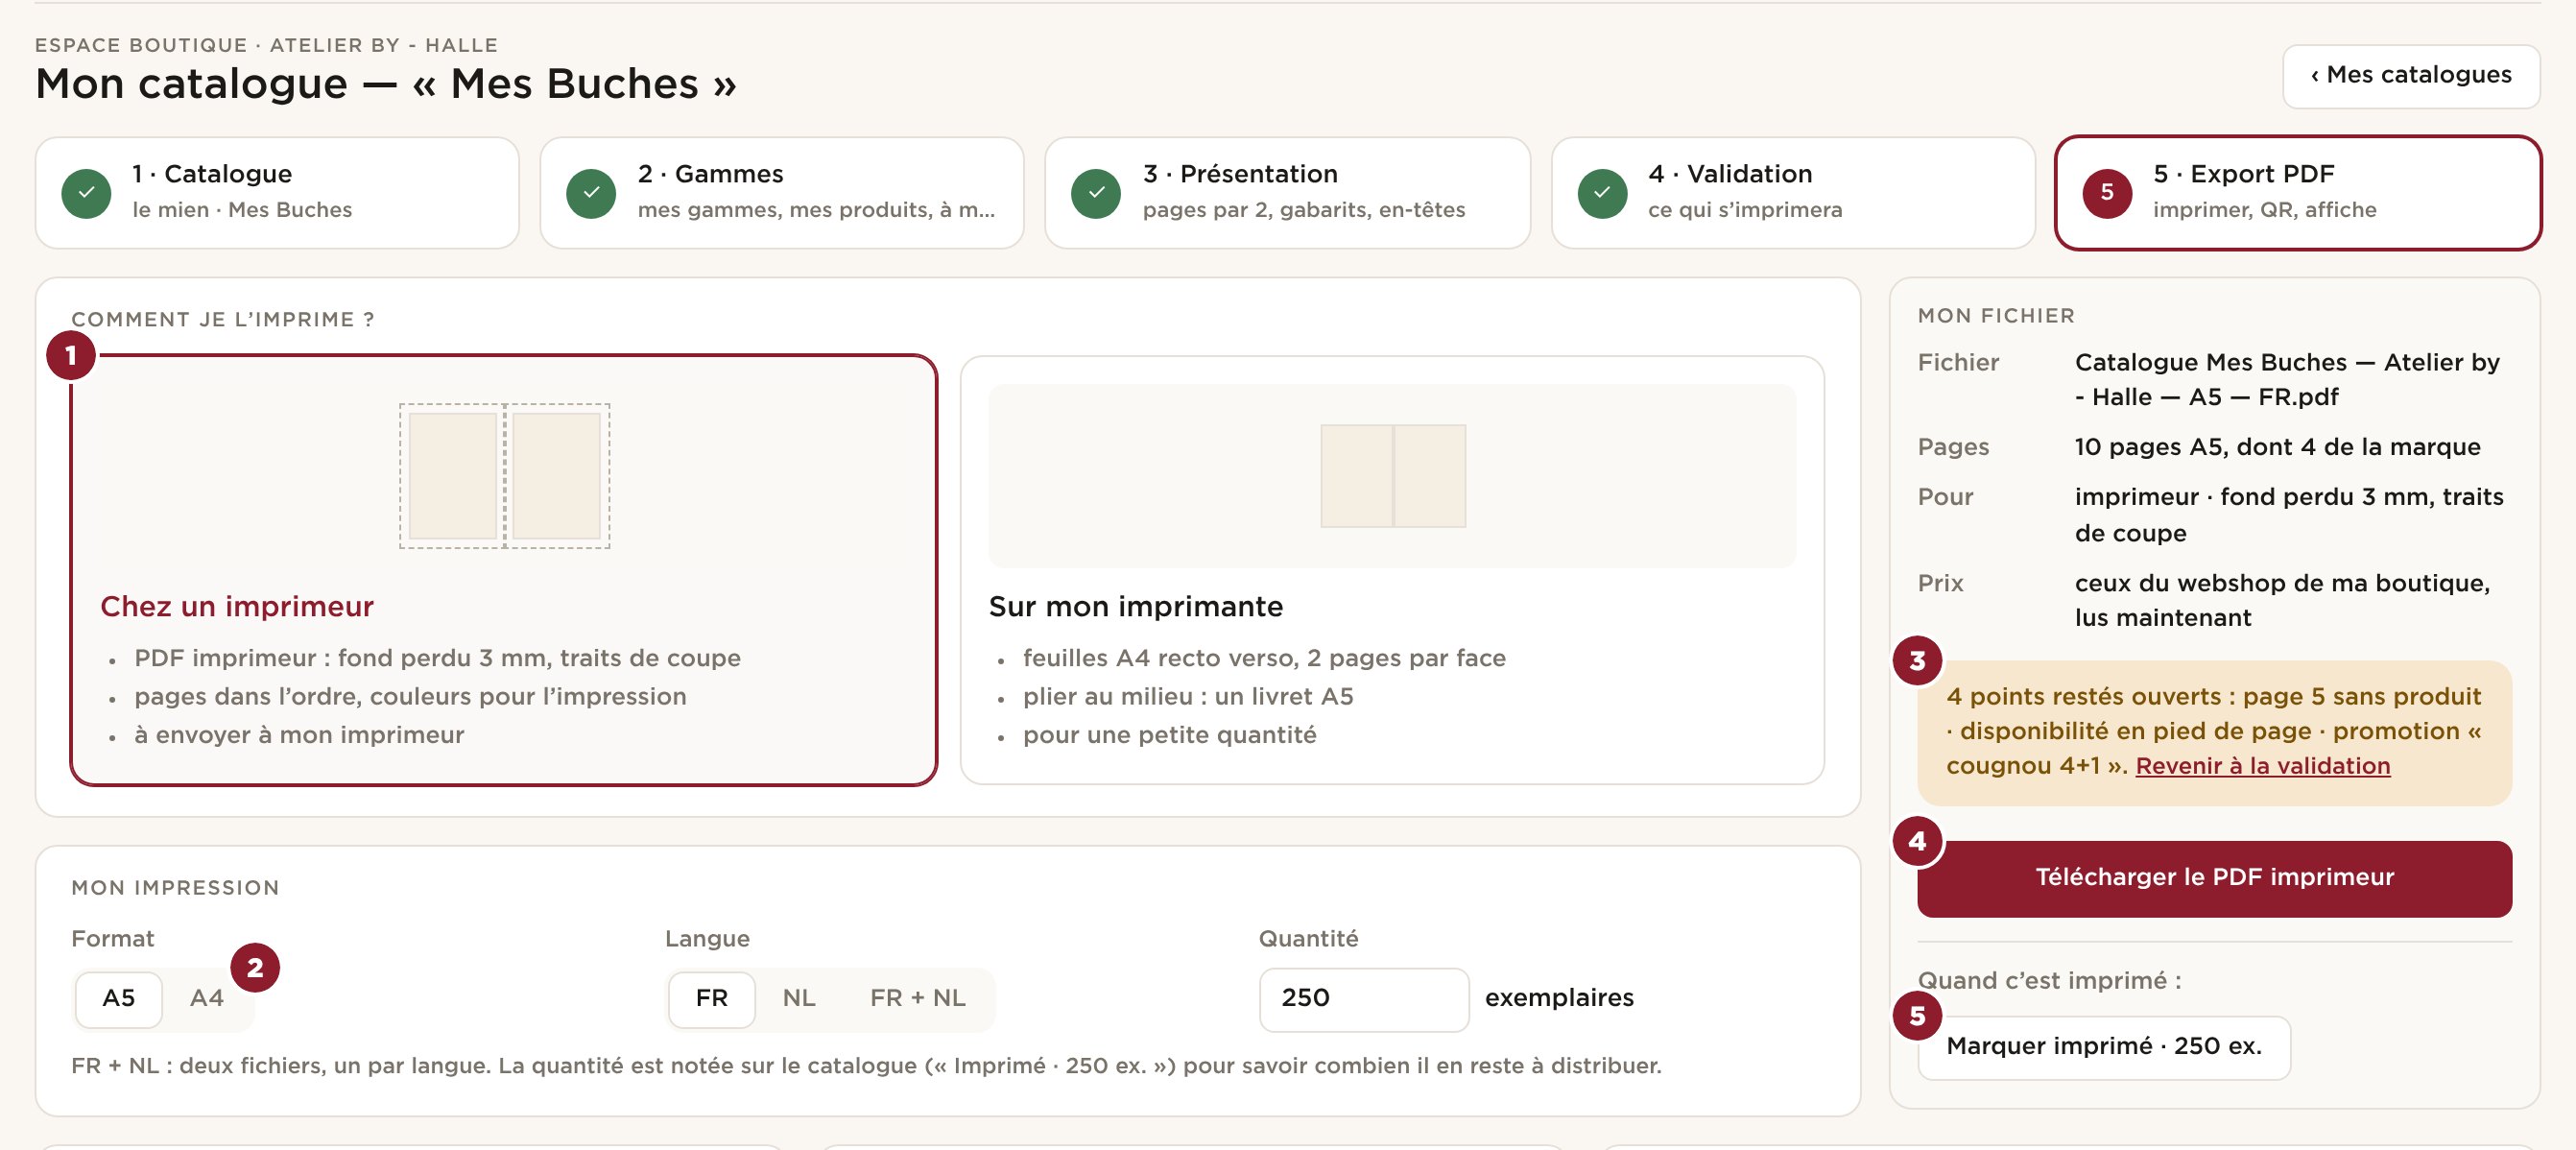 ESPACE BOUTIQUE · ATELIER BY - HALLE
Mon catalogue — « Mes Buches »
‹ Mes catalogues
1 · Catalogue
le mien · Mes Buches
2 · Gammes
mes gammes, mes produits, à m...
3 · Présentation
pages par 2, gabarits, en-têtes
4 · Validation
ce qui s’imprimera
5
5 · Export PDF
imprimer, QR, affiche
COMMENT JE L’IMPRIME ?
1
Chez un imprimeur
• PDF imprimeur : fond perdu 3 mm, traits de coupe
• pages dans l’ordre, couleurs pour l’impression
• à envoyer à mon imprimeur
Sur mon imprimante
• feuilles A4 recto verso, 2 pages par face
• plier au milieu : un livret A5
• pour une petite quantité
MON IMPRESSION
Format
A5 A4
2
Langue
FR NL FR + NL
Quantité
250 exemplaires
FR + NL : deux fichiers, un par langue. La quantité est notée sur le catalogue (« Imprimé · 250 ex. ») pour savoir combien il en reste à distribuer.
MON FICHIER
Fichier Catalogue Mes Buches — Atelier by
- Halle — A5 — FR.pdf
Pages 10 pages A5, dont 4 de la marque
Pour imprimeur · fond perdu 3 mm, traits
de coupe
Prix ceux du webshop de ma boutique,
lus maintenant
3
4 points restés ouverts : page 5 sans produit
· disponibilité en pied de page · promotion «
cougnou 4+1 ». Revenir à la validation
4
Télécharger le PDF imprimeur
Quand c’est imprimé :
5
Marquer imprimé · 250 ex.